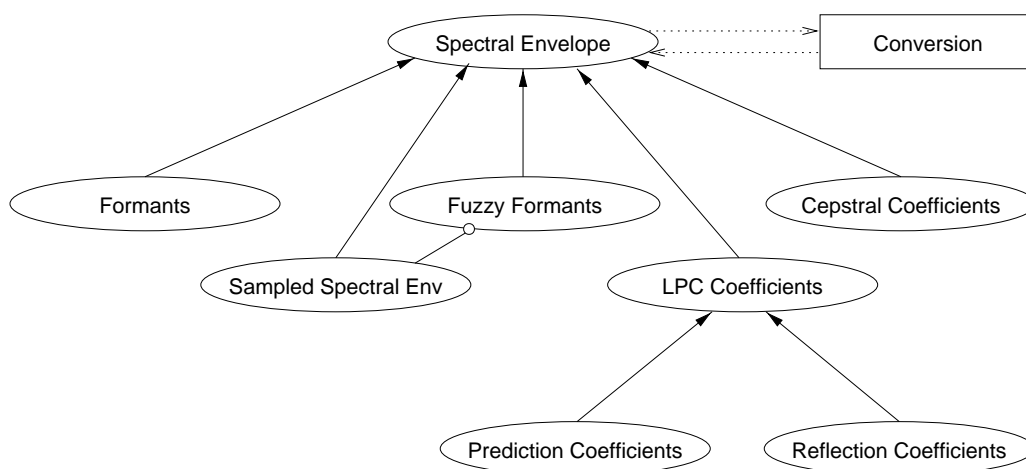 Spectral Envelope
Conversion
Formants
Fuzzy Formants
Cepstral Coefficients
Sampled Spectral Env
LPC Coefficients
Prediction Coefficients
Reflection Coefficients